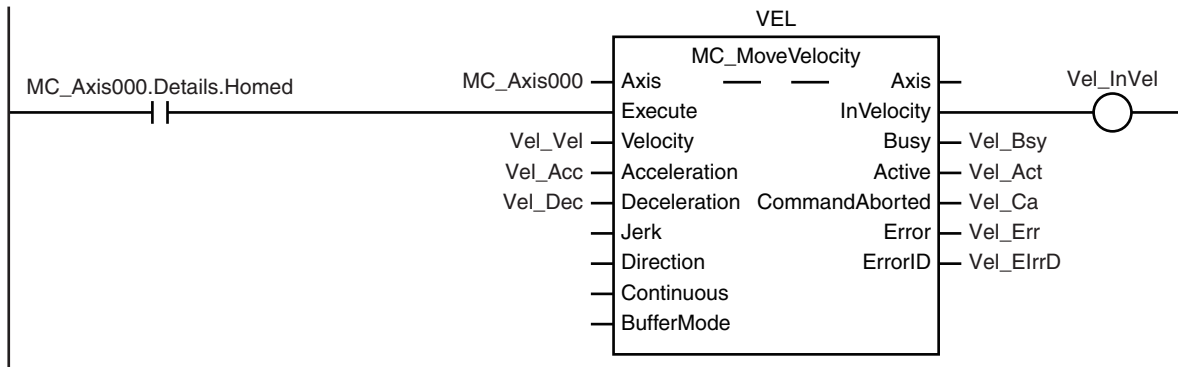 VEL
MC_MoveVelocity
MC_Axis000.Details.Homed
MC_Axis000 Axis Axis
Vel_InVel
Execute InVelocity
Vel_Vel Velocity Busy Vel_Bsy
Vel_Acc Acceleration Active Vel_Act
Vel_Dec Deceleration CommandAborted Vel_Ca
Jerk Error Vel_Err
Direction ErrorID Vel_EIrrD
Continuous
BufferMode